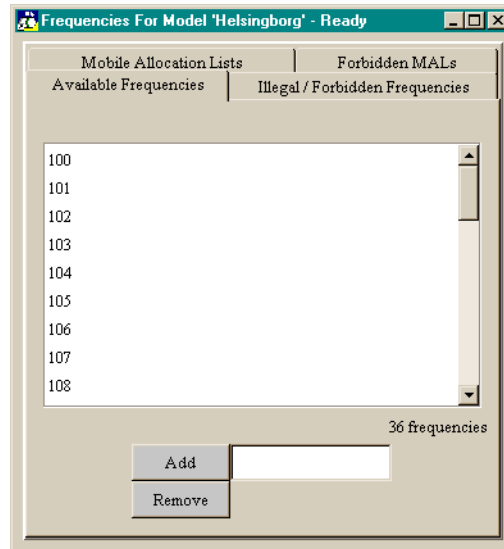 Frequencies For Model 'Helsingborg' - Ready
Mobile Allocation Lists
Forbidden MALs
Available Frequencies
Illegal / Forbidden Frequencies
100
101
102
103
104
105
106
107
108
36 frequencies
Add
Remove